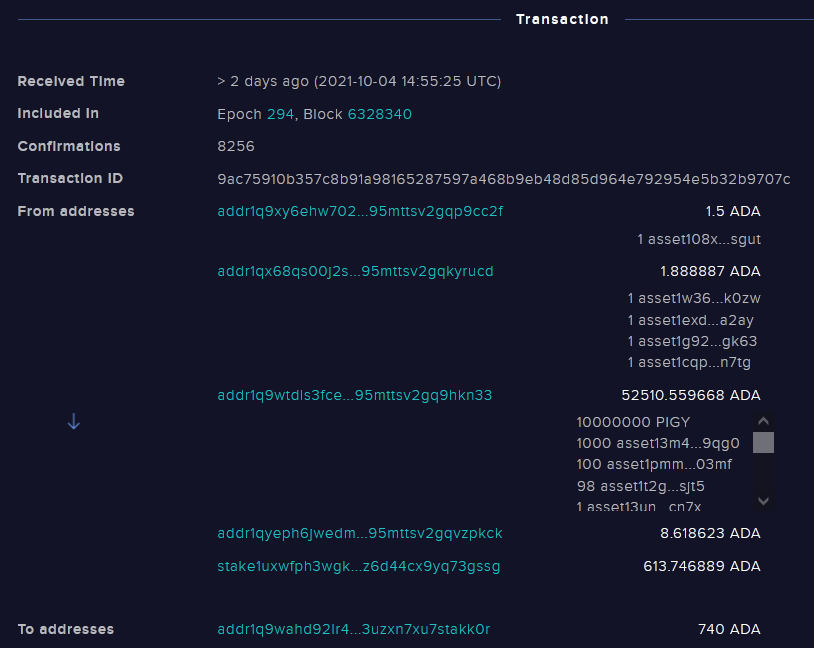 Transaction
Received Time > 2 days ago (2021-10-04 14:55:25 UTC)
Included In Epoch 294, Block 6328340
Confirmations 8256
Transaction ID 9ac75910b357c8b91a98165287597a468b9eb48d85d964e792954e5b32b9707c
From addresses addr1q9xy6ehw702...95mttsv2gqp9cc2f 1.5 ADA
1 asset108x...sgut
addr1qx68qs00j2s...95mttsv2gqkyrucd 1.888887 ADA
1 asset1w36...k0zw
1 asset1exd...a2ay
1 asset1g92...gk63
1 asset1cqp...n7tg
addr1q9wtdls3fce...95mttsv2gq9hkn33 52510.559668 ADA
10000000 PIGY
1000 asset13m4...9qg0
100 asset1pmm...03mf
98 asset1t2g...sjt5
1 asset13un...cn7x
addr1qyeph6jwedm...95mttsv2gqvzpkck 8.618623 ADA
stake1uxwfph3wgk...z6d44cx9yq73gssg 613.746889 ADA
To addresses addr1q9wahd92lr4...3uzxn7xu7stakk0r 740 ADA